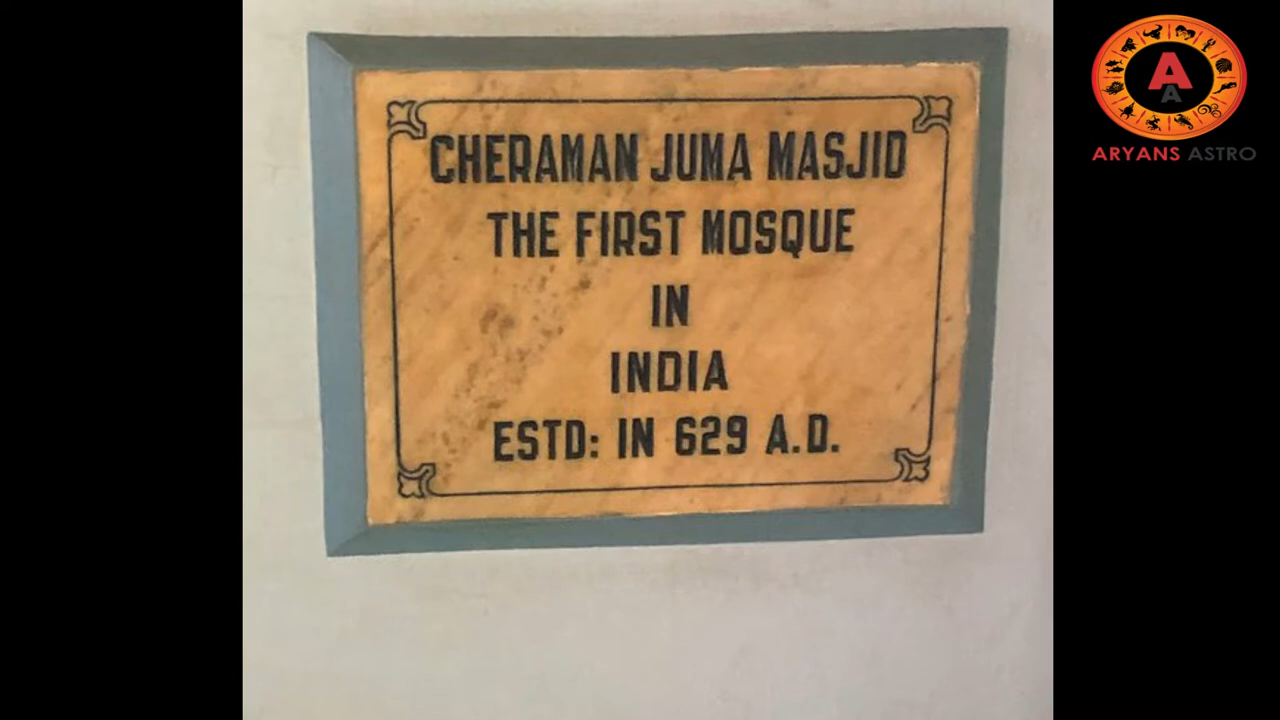 CHERAMAN JUMA MASJID
THE FIRST MOSQUE
IN
INDIA
ESTD: IN 629 A.D.
A
A
ARYANS ASTRO